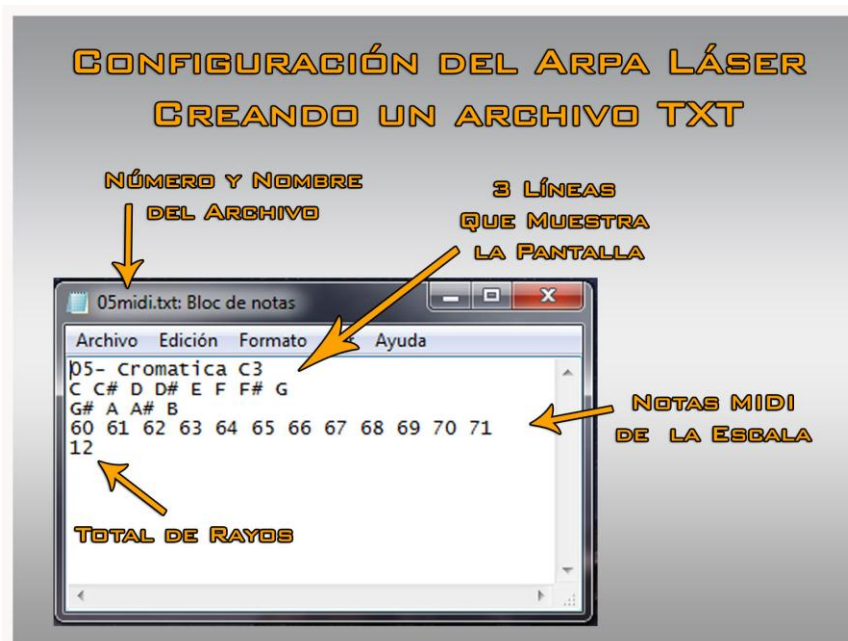 Configuración del Arpa Láser
Creando un archivo TXT
Número y Nombre
del Archivo
3 Líneas
Que Muestra
la Pantalla
05midi.txt: Bloc de notas
Archivo Edición Formato Ayuda
05- Cromatica C3
C C# D D# E F F# G
G# A A# B
60 61 62 63 64 65 66 67 68 69 70 71
12
Notas MIDI
de la Escala
Total de Rayos